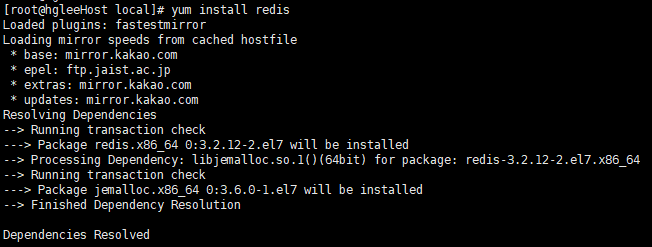 [root@hgleeHost local]# yum install redis
Loaded plugins: fastestmirror
Loading mirror speeds from cached hostfile
 * base: mirror.kakao.com
 * epel: ftp.jaist.ac.jp
 * extras: mirror.kakao.com
 * updates: mirror.kakao.com
Resolving Dependencies
--> Running transaction check
---> Package redis.x86_64 0:3.2.12-2.el7 will be installed
--> Processing Dependency: libjemalloc.so.1()(64bit) for package: redis-3.2.12-2.el7.x86_64
--> Running transaction check
---> Package jemalloc.x86_64 0:3.6.0-1.el7 will be installed
--> Finished Dependency Resolution
Dependencies Resolved